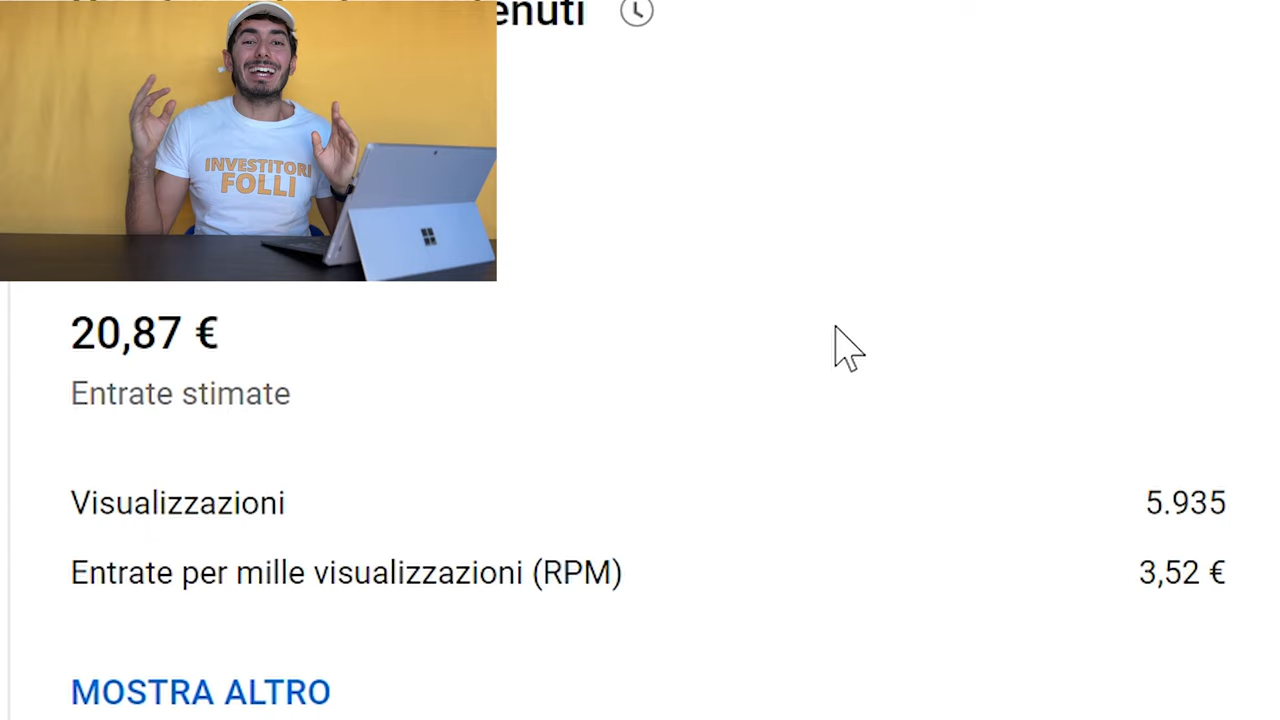 enuti
INVESTITORI
FOLLI
20,87 €
Entrate stimate
Visualizzazioni 5.935
Entrate per mille visualizzazioni (RPM) 3,52 €
MOSTRA ALTRO